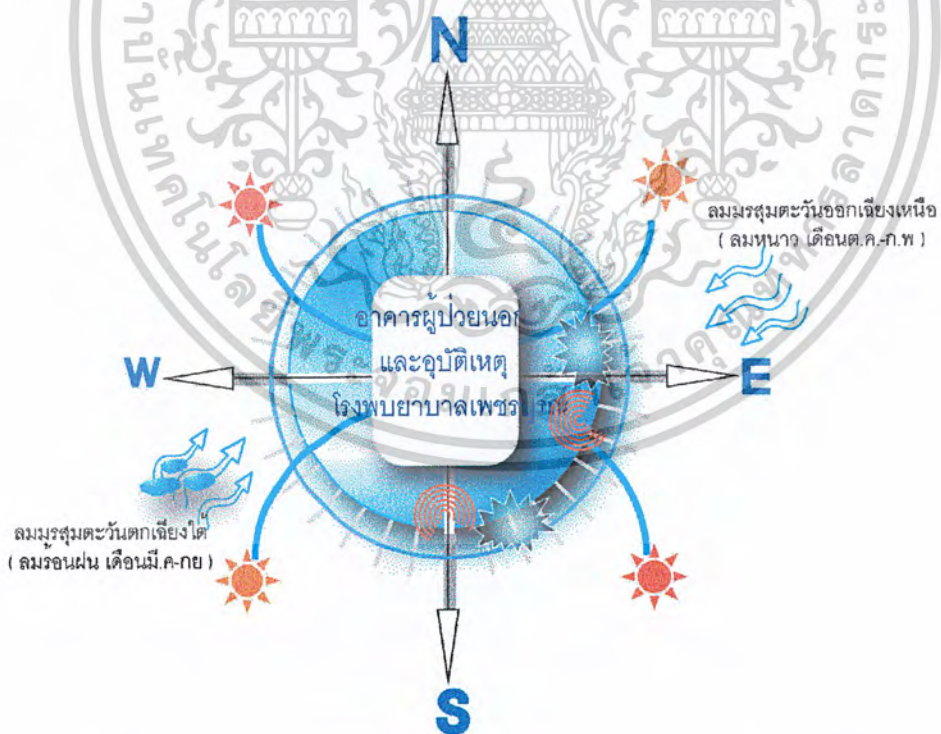 N
ลมมรสุมตะวันออกเฉียงเหนือ
( ลมหนาว เดือนต.ค.-ก.พ )
อาคารผู้ป่วยนอก
และอุบัติเหตุ
โรงพบยาบาลเพชร
W
E
ลมมรสุมตะวันตกเฉียงใต้
( ลมร้อนฝน เดือนมี.ค-กย )
S